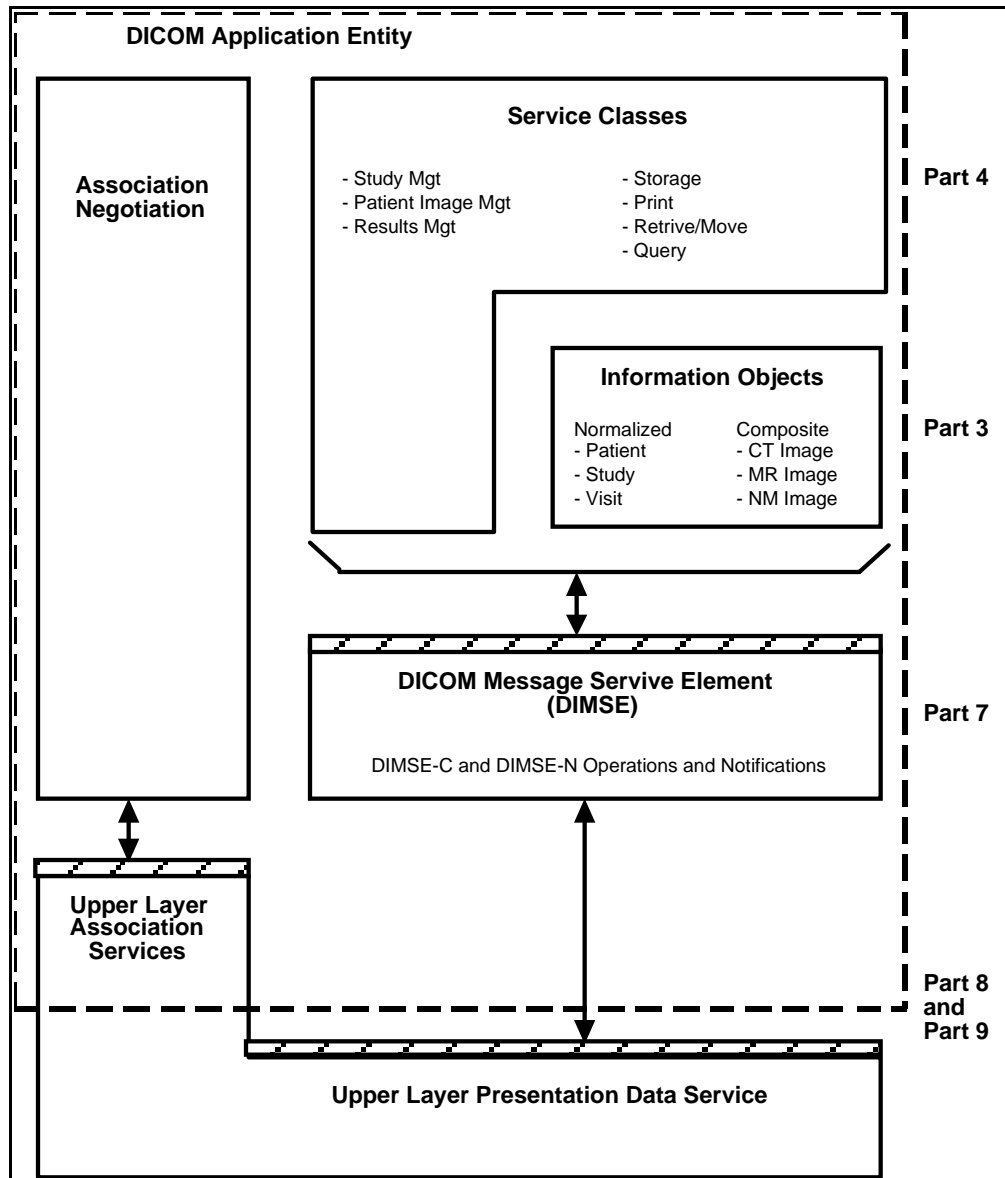 DICOM Application Entity
Association
Negotiation
Service Classes
- Study Mgt
- Patient Image Mgt
- Results Mgt
- Storage
- Print
- Retrive/Move
- Query
Part 4
Information Objects
Normalized
- Patient
- Study
- Visit
Composite
- CT Image
- MR Image
- NM Image
Part 3
DICOM Message Servive Element
(DIMSE)
DIMSE-C and DIMSE-N Operations and Notifications
Part 7
Upper Layer
Association
Services
Part 8
and
Part 9
Upper Layer Presentation Data Service